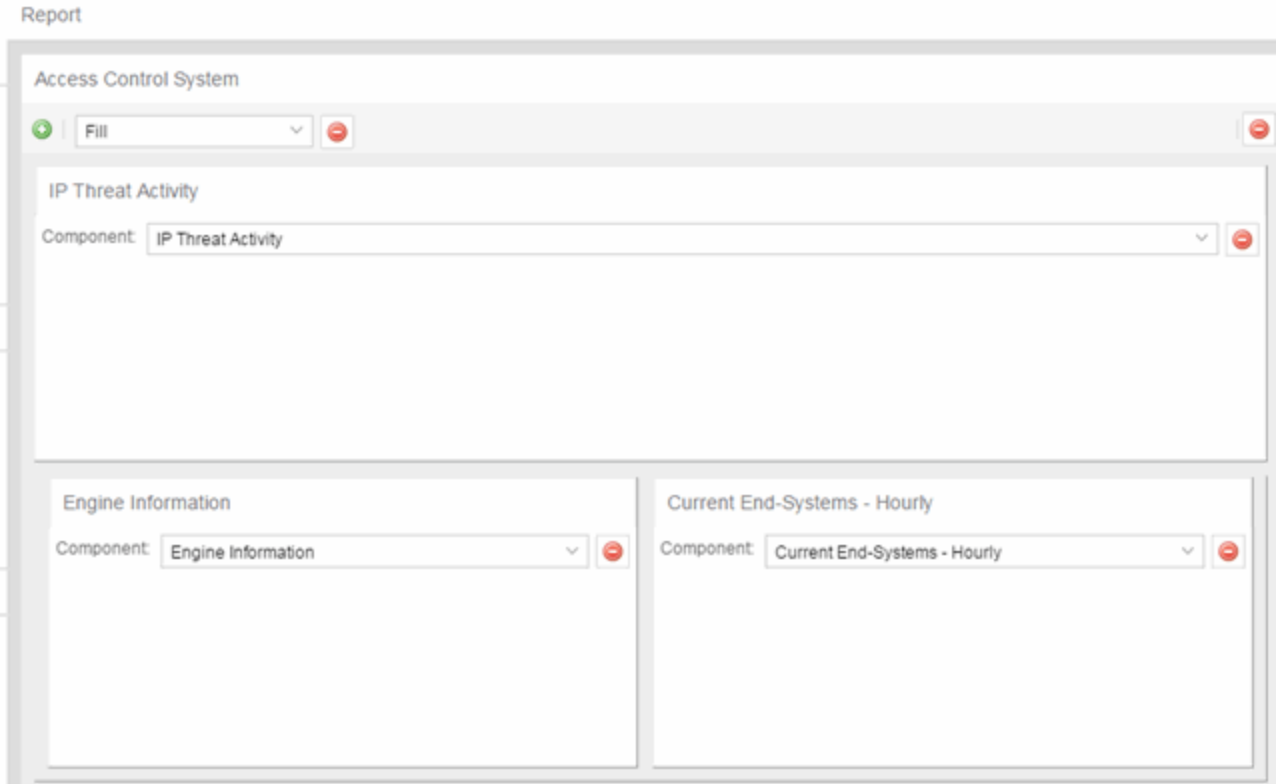 Report
Access Control System
Fill
IP Threat Activity
Component: IP Threat Activity
Engine Information
Component: Engine Information
Current End-Systems - Hourly
Component: Current End-Systems - Hourly